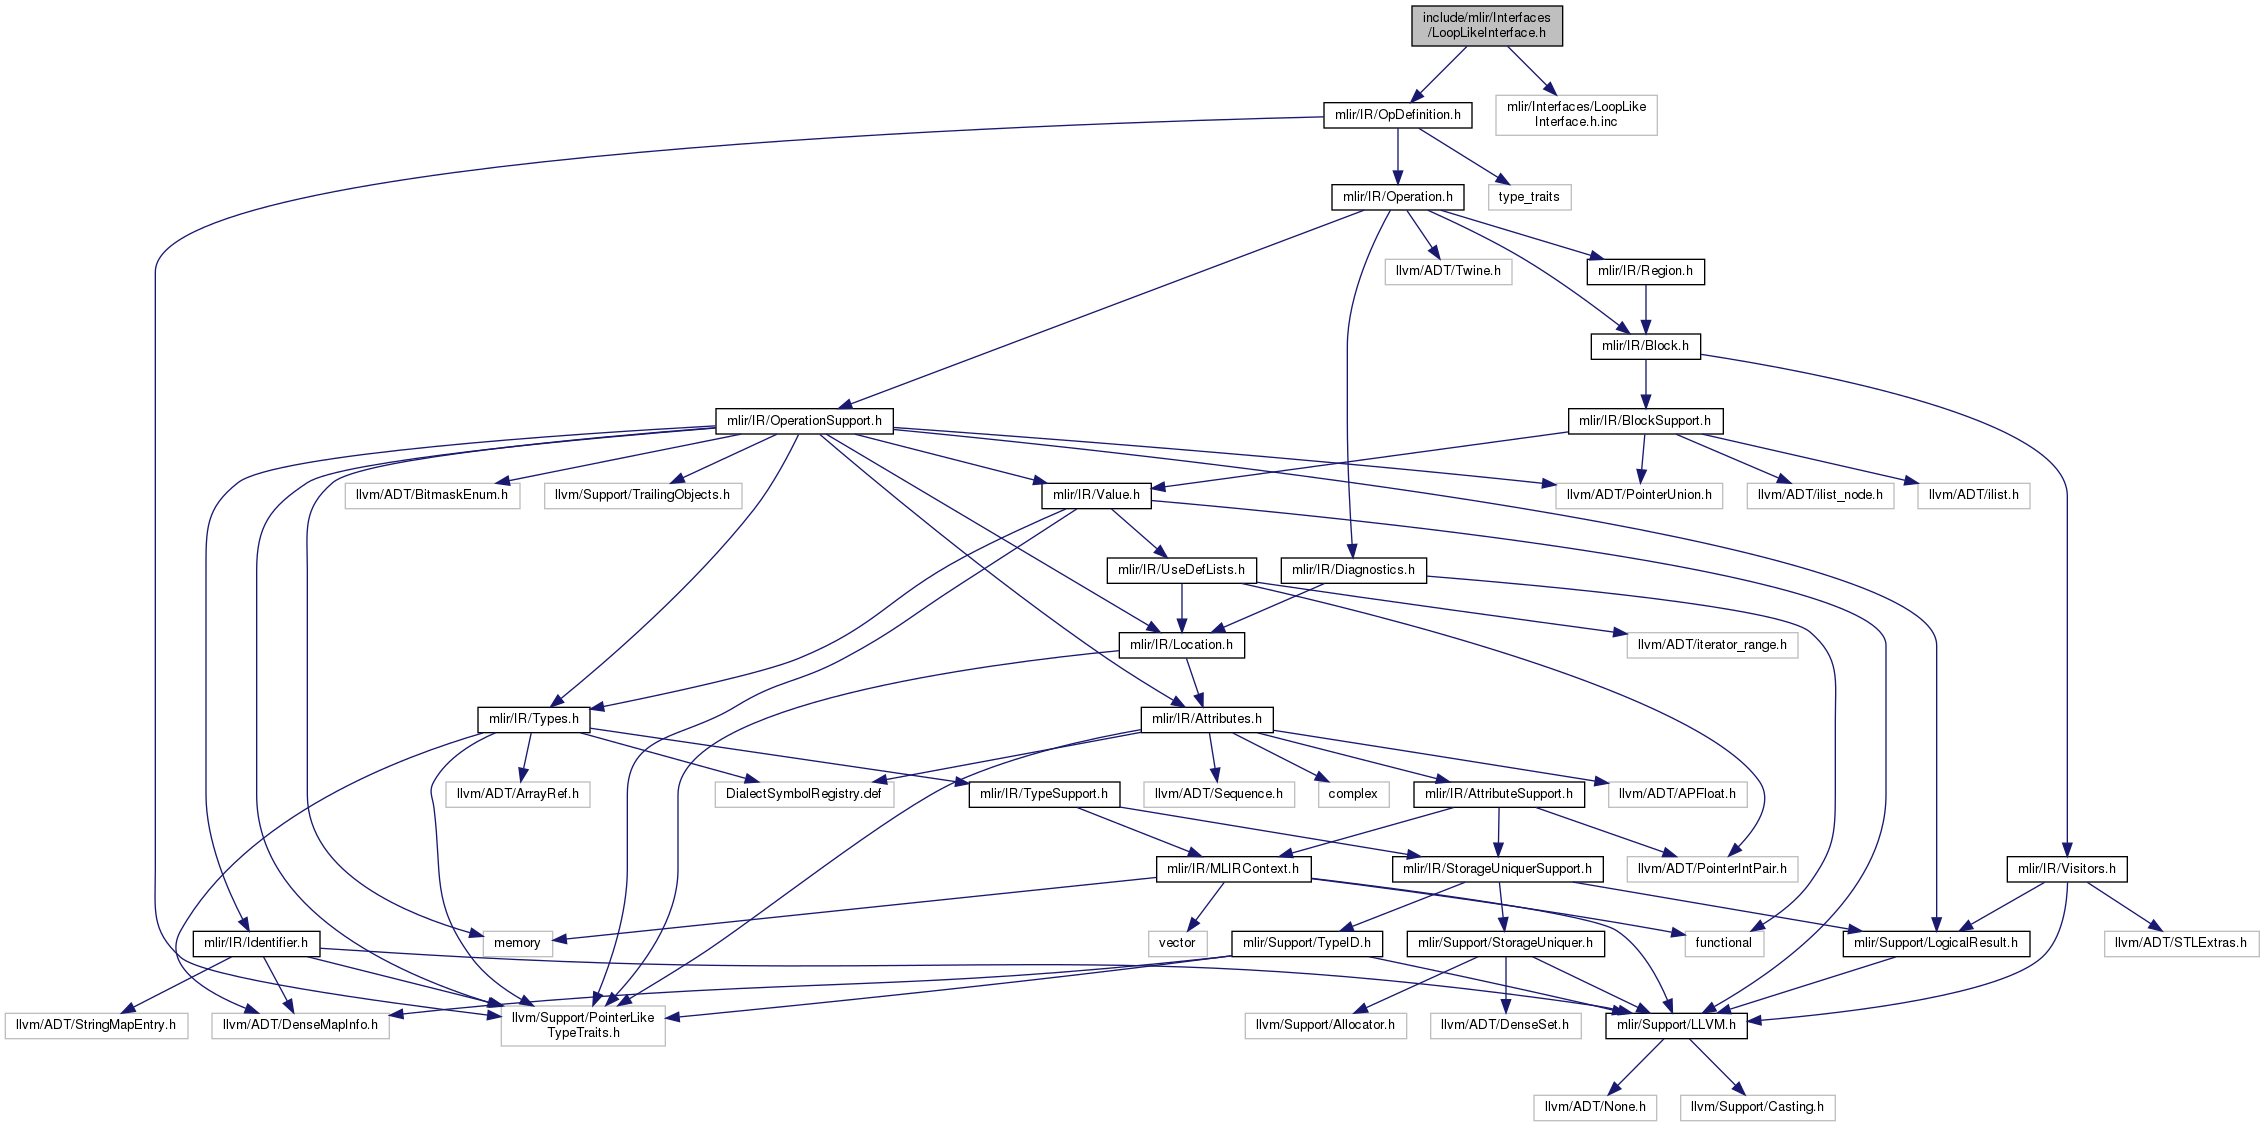 include/mlir/Interfaces
/LoopLikeInterface.h
mlir/IR/OpDefinition.h
mlir/Interfaces/LoopLike
Interface.h.inc
mlir/IR/Operation.h
type_traits
llvm/ADT/Twine.h
mlir/IR/Region.h
mlir/IR/Block.h
mlir/IR/OperationSupport.h
mlir/IR/BlockSupport.h
llvm/ADT/BitmaskEnum.h
llvm/Support/TrailingObjects.h
mlir/IR/Value.h
llvm/ADT/PointerUnion.h
llvm/ADT/ilist_node.h
llvm/ADT/ilist.h
mlir/IR/UseDefLists.h
mlir/IR/Diagnostics.h
mlir/IR/Location.h
llvm/ADT/iterator_range.h
mlir/IR/Types.h
mlir/IR/Attributes.h
llvm/ADT/ArrayRef.h
DialectSymbolRegistry.def
mlir/IR/TypeSupport.h
llvm/ADT/Sequence.h
complex
mlir/IR/AttributeSupport.h
llvm/ADT/APFloat.h
mlir/IR/MLIRContext.h
mlir/IR/StorageUniquerSupport.h
llvm/ADT/PointerIntPair.h
mlir/IR/Visitors.h
mlir/IR/Identifier.h
memory
vector
mlir/Support/TypeID.h
mlir/Support/StorageUniquer.h
functional
mlir/Support/LogicalResult.h
llvm/ADT/STLExtras.h
llvm/ADT/StringMapEntry.h
llvm/ADT/DenseMapInfo.h
llvm/Support/PointerLike
TypeTraits.h
llvm/Support/Allocator.h
llvm/ADT/DenseSet.h
mlir/Support/LLVM.h
llvm/ADT/None.h
llvm/Support/Casting.h